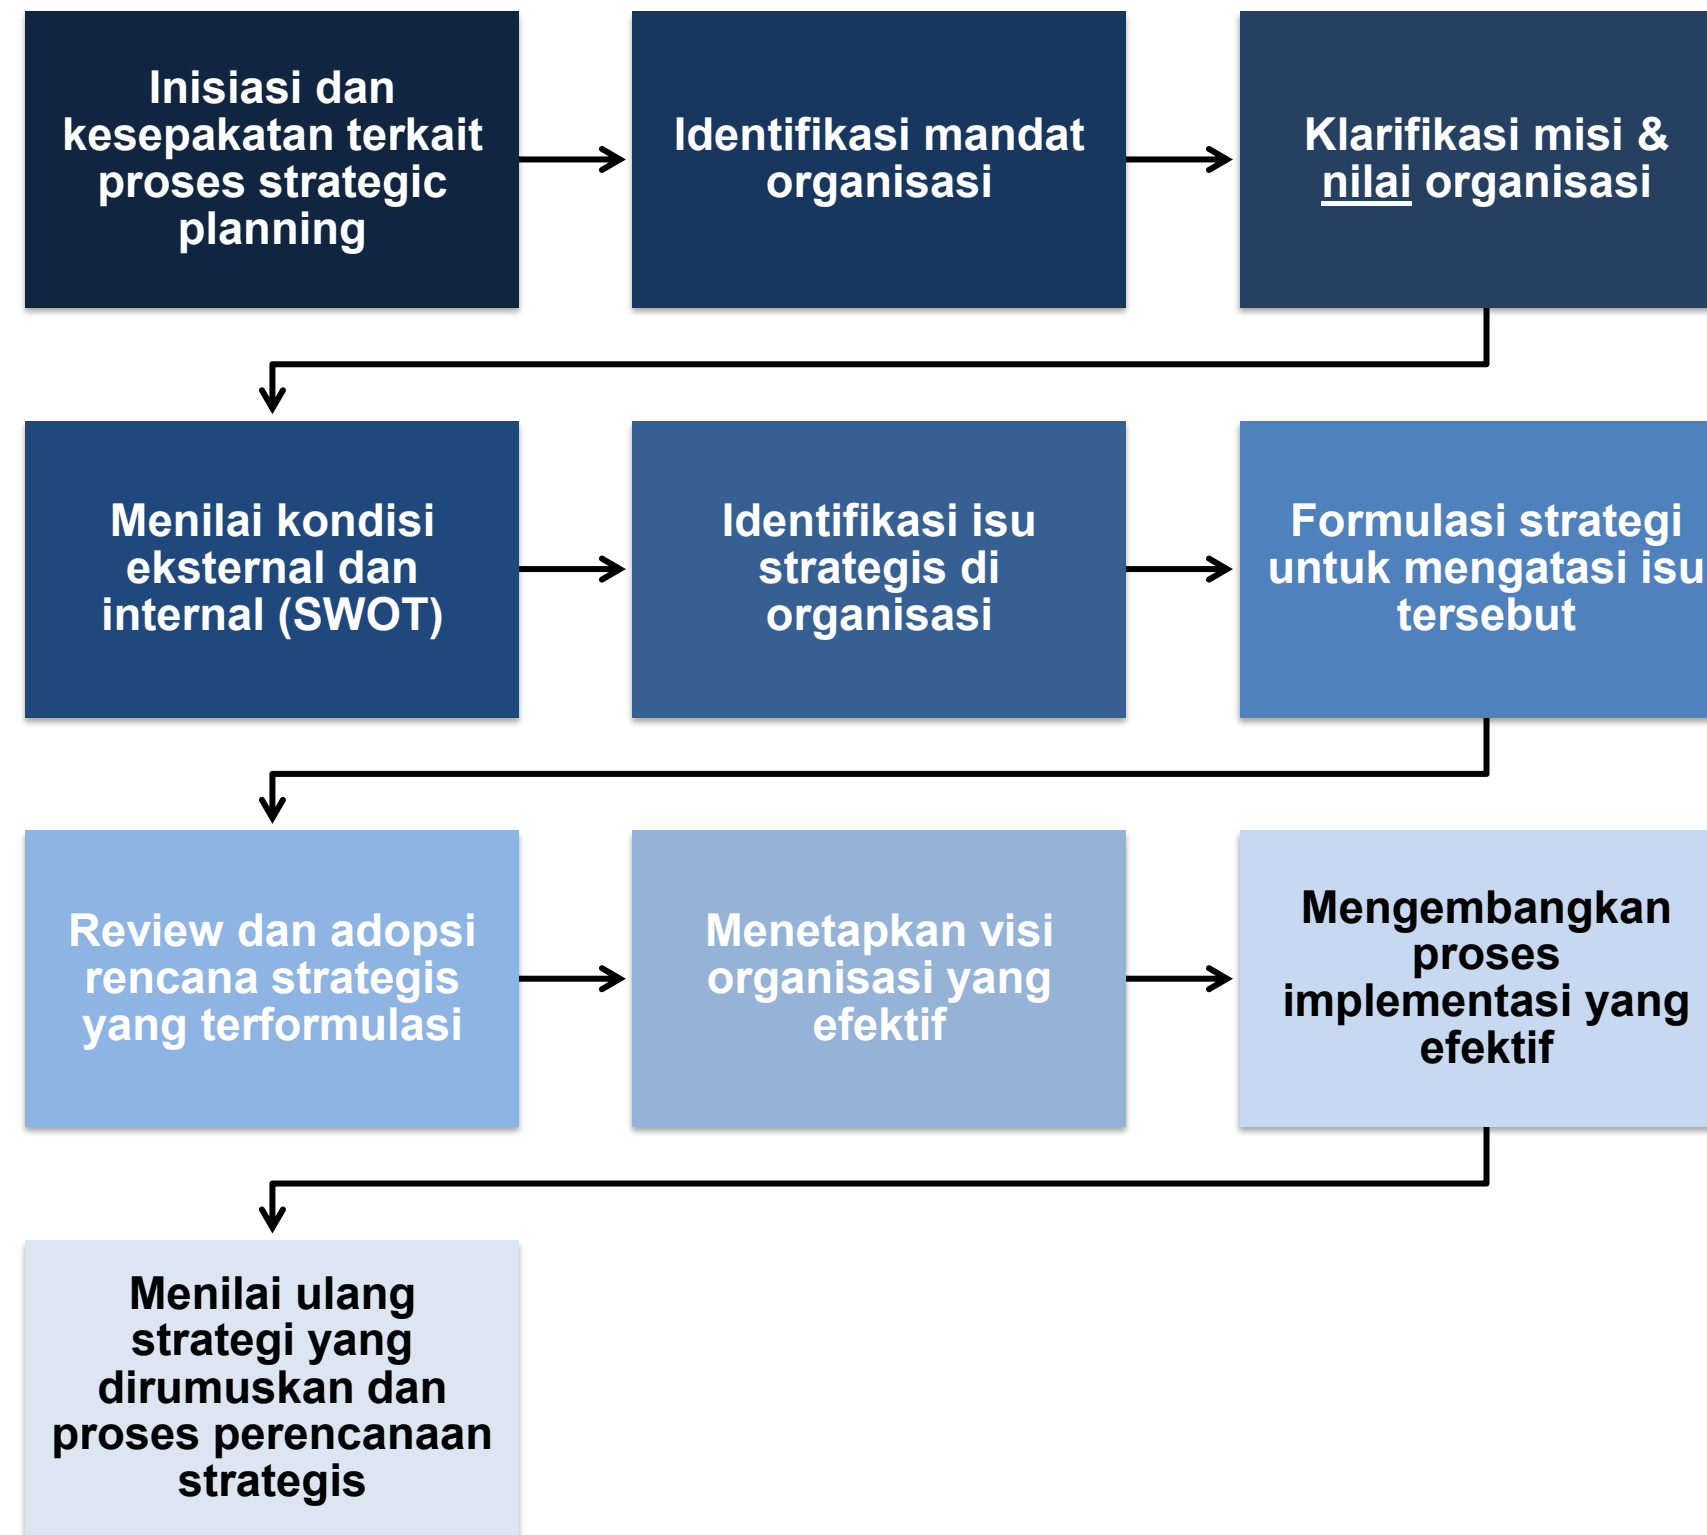 Inisiasi dan
kesepakatan terkait
proses strategic
planning
Identifikasi mandat
organisasi
Klarifikasi misi &
nilai organisasi
Menilai kondisi
eksternal dan
internal (SWOT)
Identifikasi isu
strategis di
organisasi
Formulasi strategi
untuk mengatasi isu
tersebut
Review dan adopsi
rencana strategis
yang terformulasi
Menetapkan visi
organisasi yang
efektif
Mengembangkan
proses
implementasi yang
efektif
Menilai ulang
strategi yang
dirumuskan dan
proses perencanaan
strategis